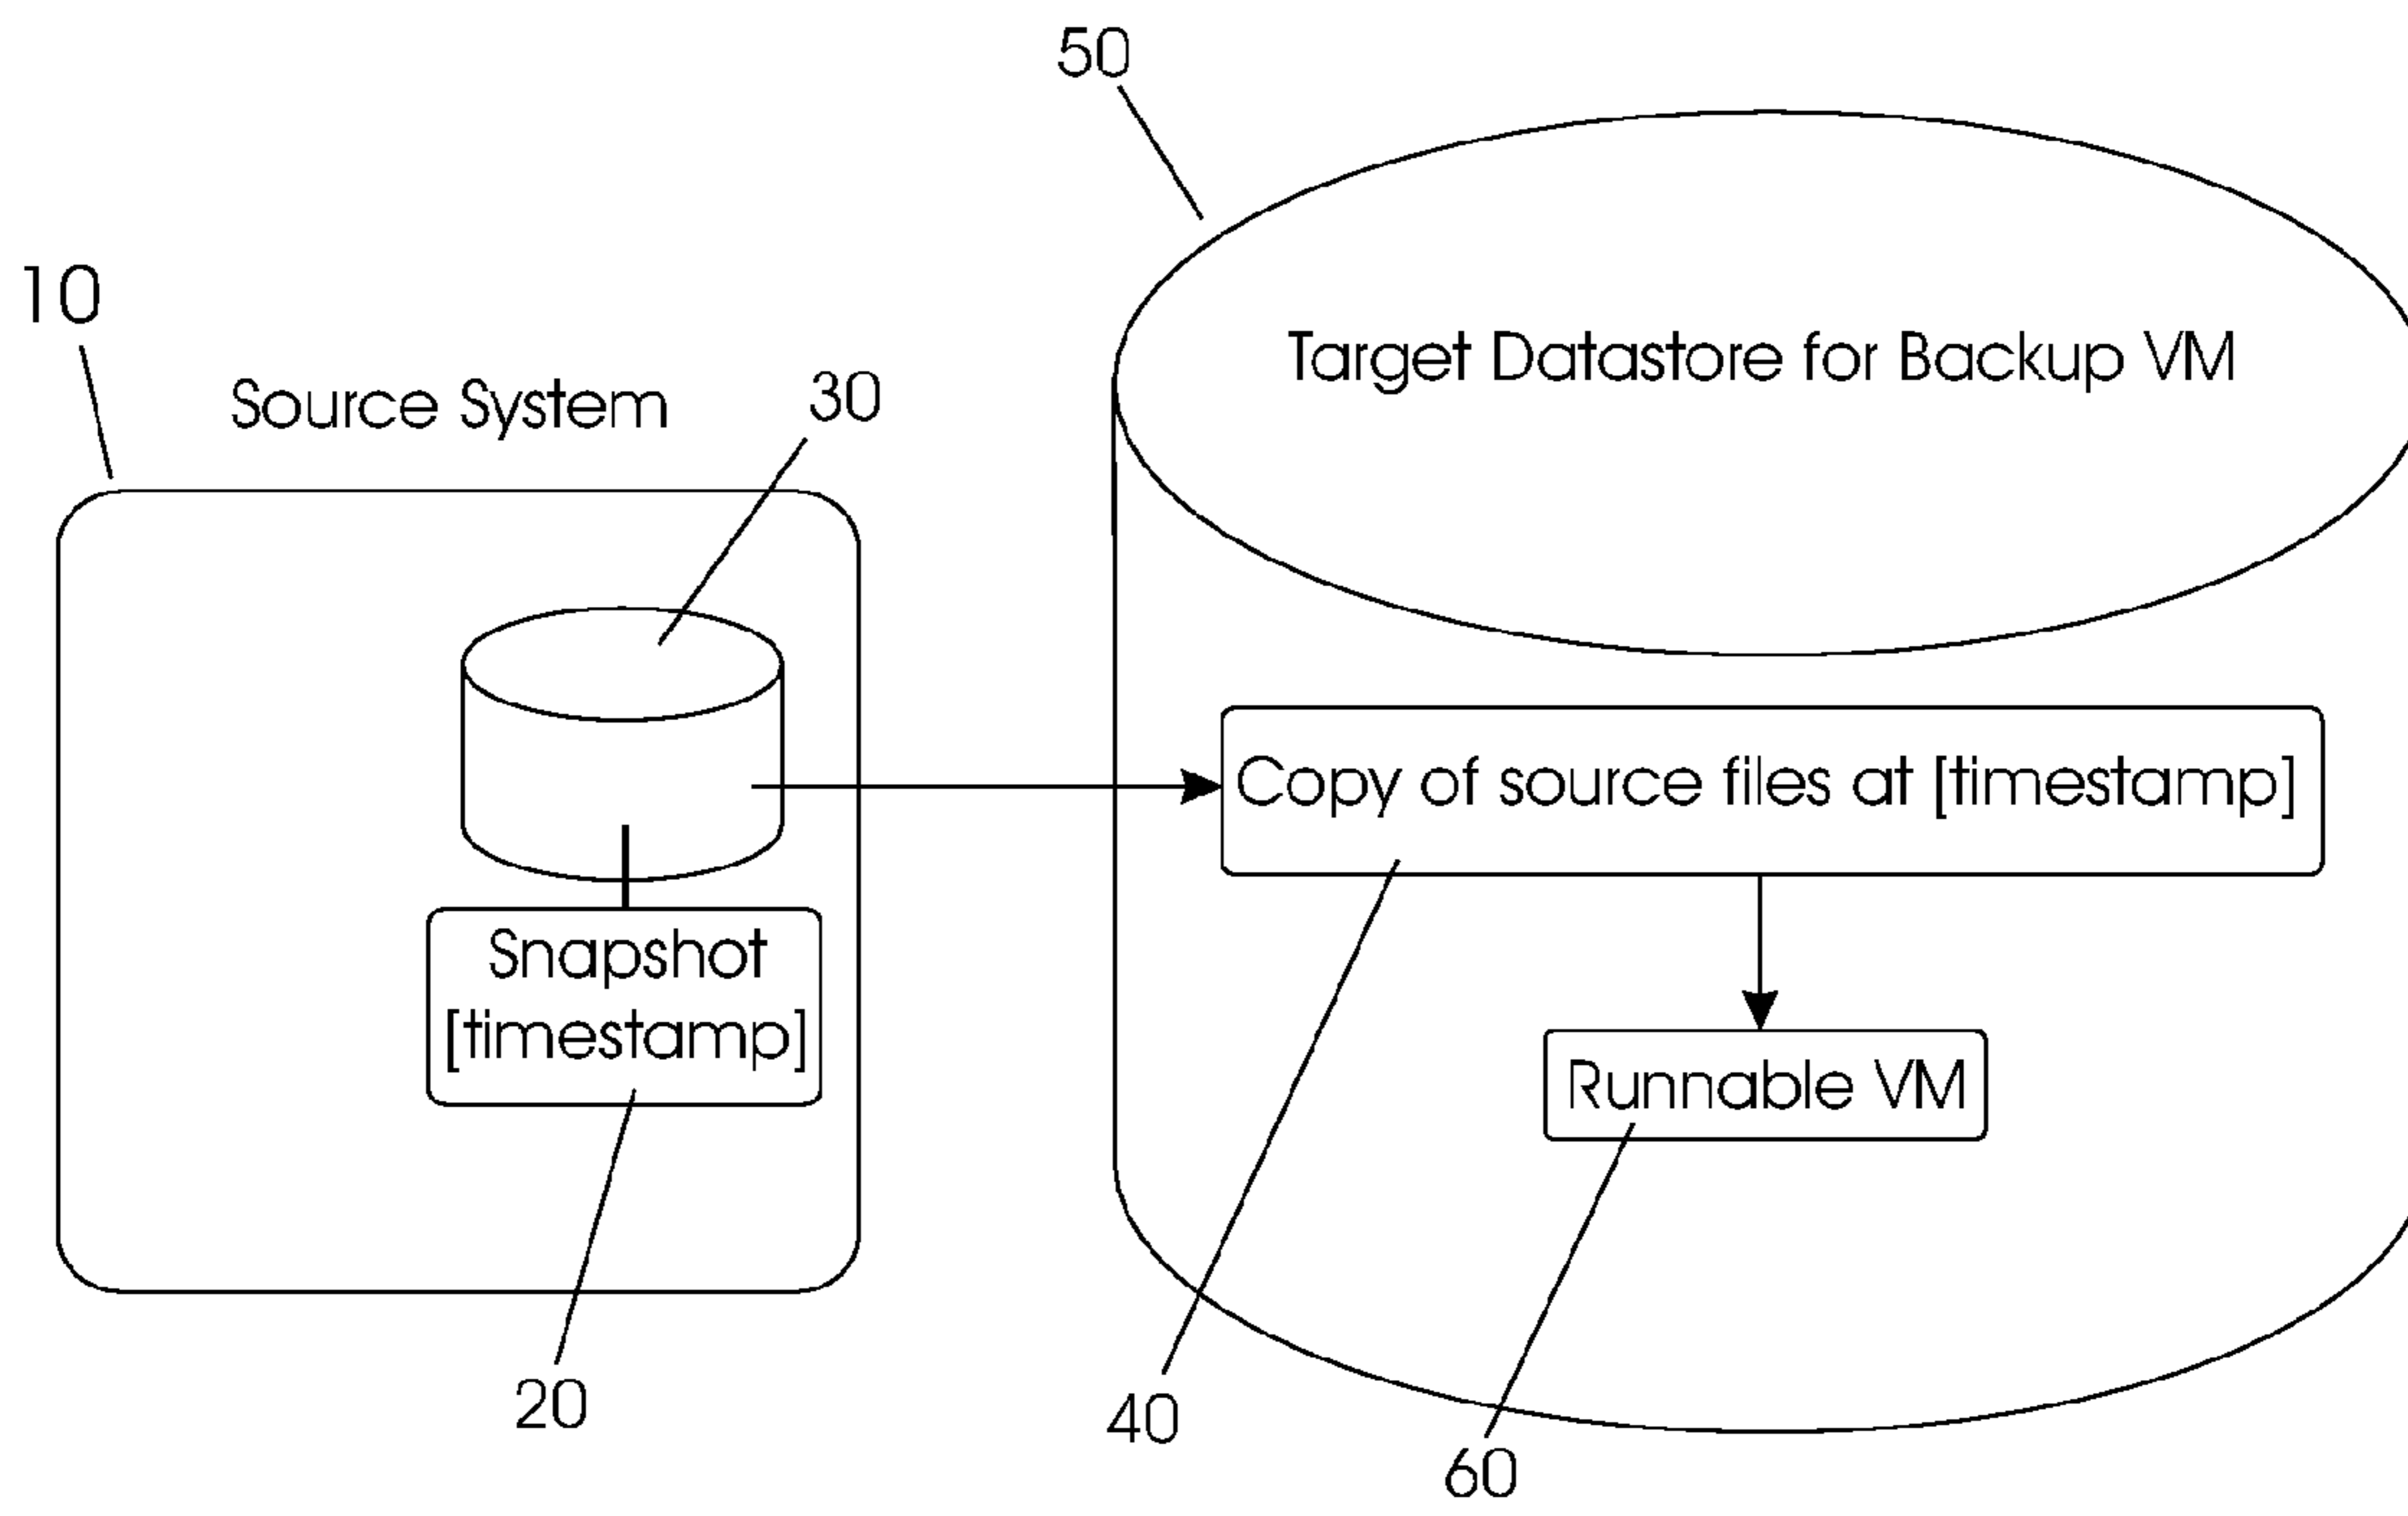 50
10
Source System
30
Target Datastore for Backup VM
Copy of source files at [timestamp]
Snapshot
[timestamp]
Runnable VM
20
40
60